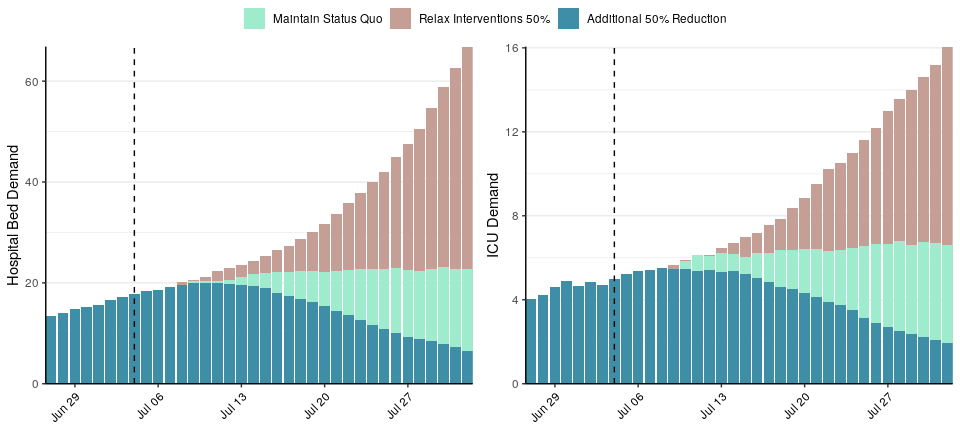 Maintain Status Quo Relax Interventions 50% Additional 50% Reduction
Hospital Bed Demand
60
40
20
0
Jun 29 Jul 06 Jul 13 Jul 20 Jul 27
ICU Demand
16
12
8
4
0
Jun 29 Jul 06 Jul 13 Jul 20 Jul 27